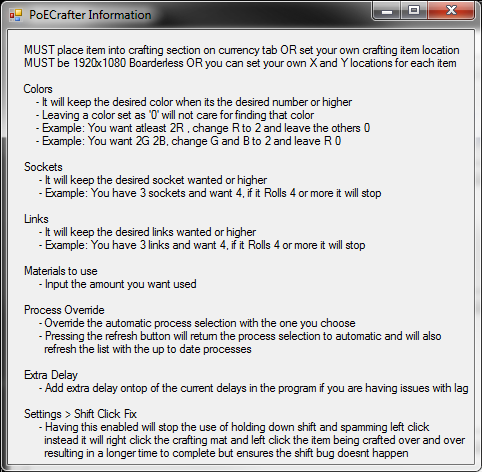 PoECrafter Information
MUST place item into crafting section on currency tab OR set your own crafting item location
MUST be 1920x1080 Boarderless OR you can set your own X and Y locations for each item
Colors
- It will keep the desired color when its the desired number or higher
- Leaving a color set as '0' will not care for finding that color
- Example: You want atleast 2R , change R to 2 and leave the others 0
- Example: You want 2G 2B, change G and B to 2 and leave R 0
Sockets
- It will keep the desired socket wanted or higher
- Example: You have 3 sockets and want 4, if it Rolls 4 or more it will stop
Links
- It will keep the desired links wanted or higher
- Example: You have 3 links and want 4, if it Rolls 4 or more it will stop
Materials to use
- Input the amount you want used
Process Override
- Override the automatic process selection with the one you choose
- Pressing the refresh button will return the process selection to automatic and will also
refresh the list with the up to date processes
Extra Delay
- Add extra delay ontop of the current delays in the program if you are having issues with lag
Settings > Shift Click Fix
- Having this enabled will stop the use of holding down shift and spamming left click
instead it will right click the crafting mat and left click the item being crafted over and over
resulting in a longer time to complete but ensures the shift bug doesnt happen